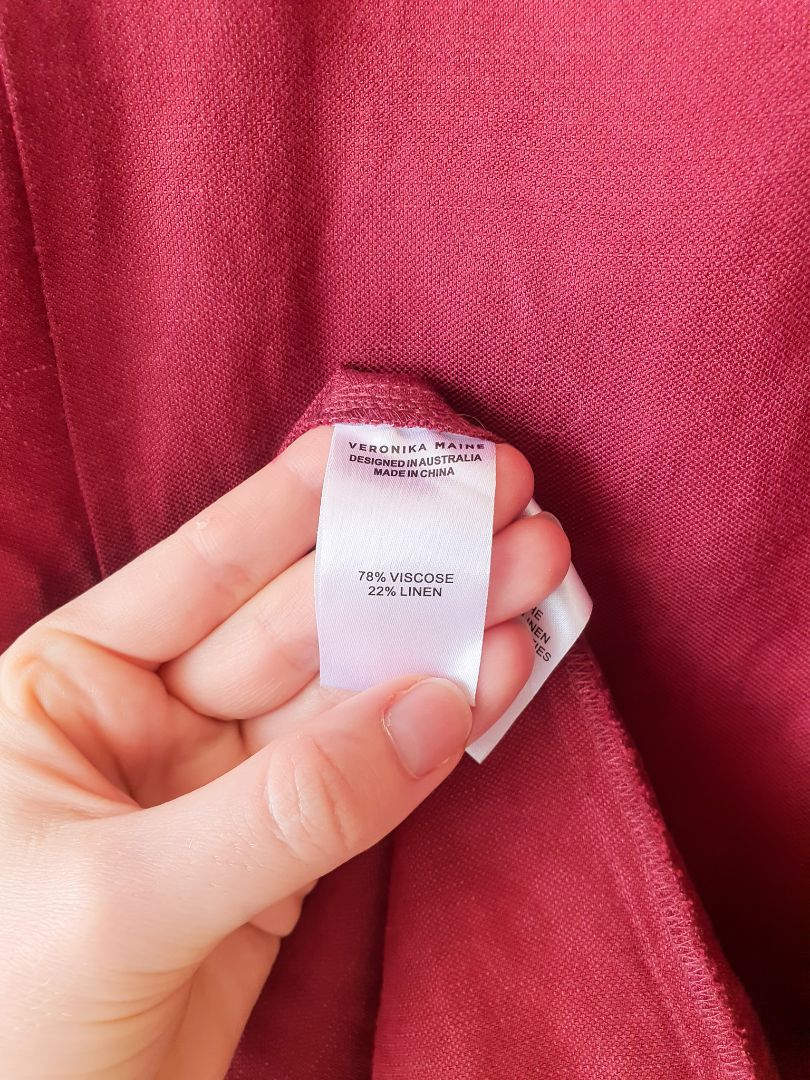 VERONIKA MAINE
DESIGNED IN AUSTRALIA
MADE IN CHINA
78% VISCOSE
22% LINEN